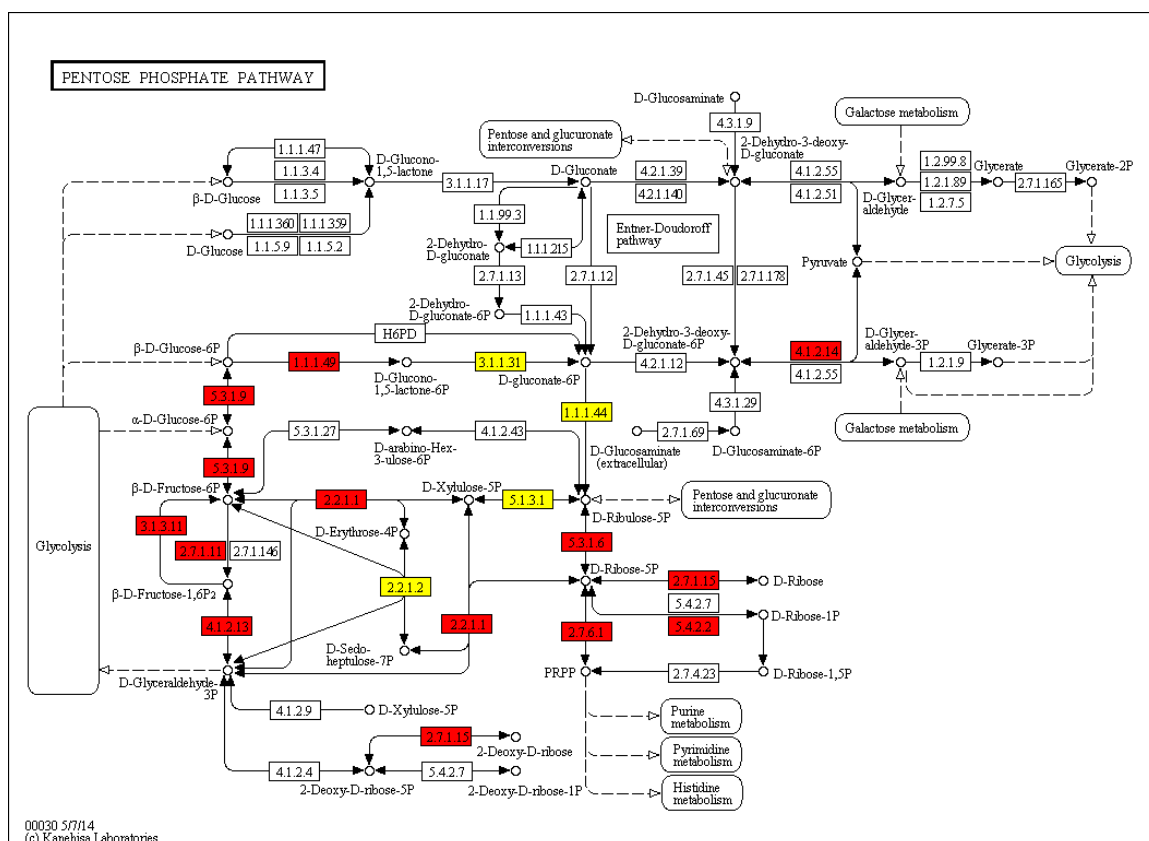 PENTOSE PHOSPHATE PATHWAY
D-Glucosaminate
4.3.1.9
Galactose metabolism
Pentose and glucuronate
interconversions
2-Dehydro-3-deoxy-
D-gluconate
1.1.1.47
1.1.3.4
1.1.3.5
β-D-Glucose
D-Glucono-
1,5-lactone
3.1.1.17
D-Gluconate
4.2.1.39
4.2.1.140
4.1.2.55
4.1.2.51
D-Glycer-
aldehyde
1.2.99.8
1.2.1.89
1.2.7.5
Glycerate
2.7.1.165
Glycerate-2P
1.1.1.360
1.1.1.359
D-Glucose
1.1.5.9
1.1.5.2
1.1.99.3
2-Dehydro-
D-gluconate
1.1.1.215
Entner-Doudoroff
pathway
2.7.1.13
2.7.1.12
2.7.1.45
2.7.1.178
Pyruvate
Glycolysis
2-Dehydro-
D-gluconate-6P
1.1.1.43
H6PD
β-D-Glucose-6P
1.1.1.49
D-Glucono-
1,5-lactone-6P
3.1.1.31
D-gluconate-6P
2-Dehydro-3-deoxy-
D-gluconate-6P
4.2.1.12
4.1.2.14
4.1.2.55
D-Glycer-
aldehyde-3P
1.2.1.9
Glycerate-3P
5.3.1.9
1.1.1.44
4.3.1.29
α-D-Glucose-6P
5.3.1.27
D-arabino-Hex-
3-ulose-6P
4.1.2.43
2.7.1.69
D-Glucosaminate
(extracellular)
D-Glucosaminate-6P
Galactose metabolism
5.3.1.9
β-D-Fructose-6P
2.2.1.1
D-Xylulose-5P
5.1.3.1
D-Ribulose-5P
Pentose and glucuronate
interconversions
Glycolysis
3.1.3.11
2.7.1.11
2.7.1.146
D-Erythrose-4P
5.3.1.6
β-D-Fructose-1,6P2
2.2.1.2
D-Ribose-5P
2.7.1.15
D-Ribose
5.4.2.7
5.4.2.2
D-Ribose-1P
4.1.2.13
2.2.1.1
2.7.6.1
D-Sedo-
heptulose-7P
D-Glyceraldehyde-
3P
PRPP
2.7.4.23
D-Ribose-1,5P
4.1.2.9
D-Xylulose-5P
Purine
metabolism
2.7.1.15
2-Deoxy-D-ribose
Pyrimidine
metabolism
4.1.2.4
2-Deoxy-D-ribose-5P
5.4.2.7
2-Deoxy-D-ribose-1P
Histidine
metabolism
00030 5/7/14
(c) Kanehisa Laboratories